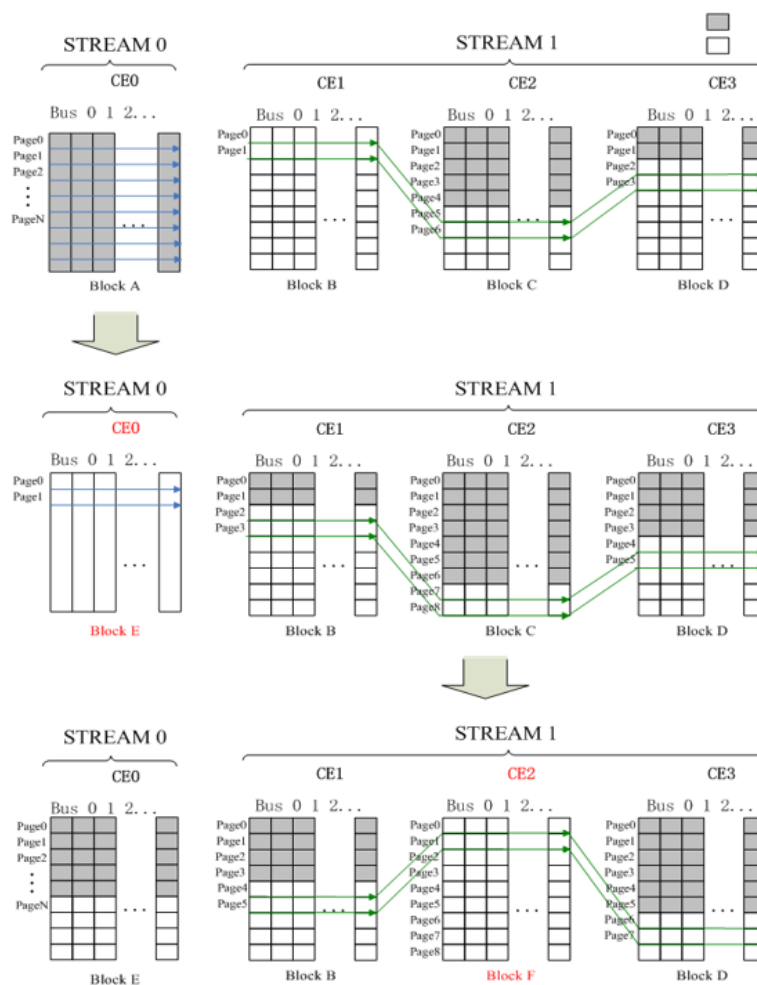 STREAM 0 STREAM 1
CE0 CE1 CE2 CE3
Bus 0 1 2... Bus 0 1 2... Bus 0 1 2... Bus 0 1 2...
Page0 Page0 Page0 Page0
Page1 Page1 Page1 Page1
Page2 Page2 Page2
Page3 Page3
Page4
PageN Page5
Page6
... ... ... ...
Block A Block B Block C Block D
STREAM 0 STREAM 1
CE0 CE1 CE2 CE3
Bus 0 1 2... Bus 0 1 2... Bus 0 1 2... Bus 0 1 2...
Page0 Page0 Page0 Page0
Page1 Page1 Page1 Page1
Page2 Page2 Page2
Page3 Page3 Page3
Page4 Page4
Page5 Page5
Page6
Page7
Page8
... ... ... ...
Block E Block B Block C Block D
STREAM 0 STREAM 1
CE0 CE1 CE2 CE3
Bus 0 1 2... Bus 0 1 2... Bus 0 1 2... Bus 0 1 2...
Page0 Page0 Page0 Page0
Page1 Page1 Page1 Page1
Page2 Page2 Page2 Page2
Page3 Page3 Page3
Page4 Page4 Page4
PageN Page5 Page5 Page5
Page6 Page6
Page7 Page7
Page8
... ... ... ...
Block E Block B Block F Block D